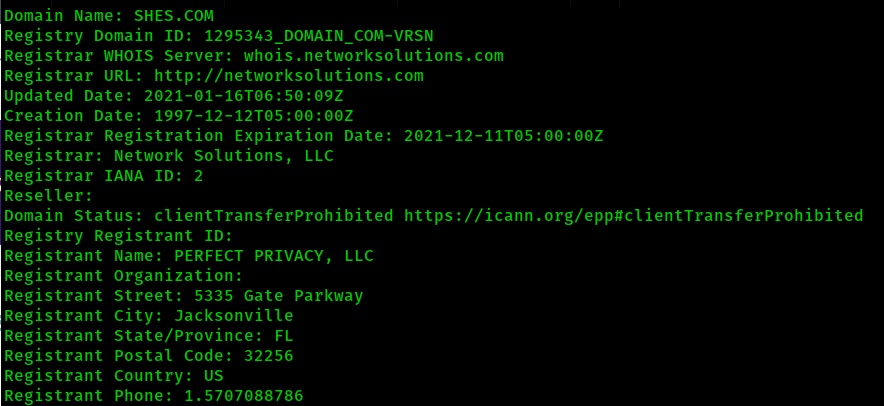 Domain Name: SHES.COM
Registry Domain ID: 1295343_DOMAIN_COM-VRSN
Registrar WHOIS Server: whois.networksolutions.com
Registrar URL: http://networksolutions.com
Updated Date: 2021-01-16T06:50:09Z
Creation Date: 1997-12-12T05:00:00Z
Registrar Registration Expiration Date: 2021-12-11T05:00:00Z
Registrar: Network Solutions, LLC
Registrar IANA ID: 2
Reseller:
Domain Status: clientTransferProhibited https://icann.org/epp#clientTransferProhibited
Registry Registrant ID:
Registrant Name: PERFECT PRIVACY, LLC
Registrant Organization:
Registrant Street: 5335 Gate Parkway
Registrant City: Jacksonville
Registrant State/Province: FL
Registrant Postal Code: 32256
Registrant Country: US
Registrant Phone: 1.5707088786